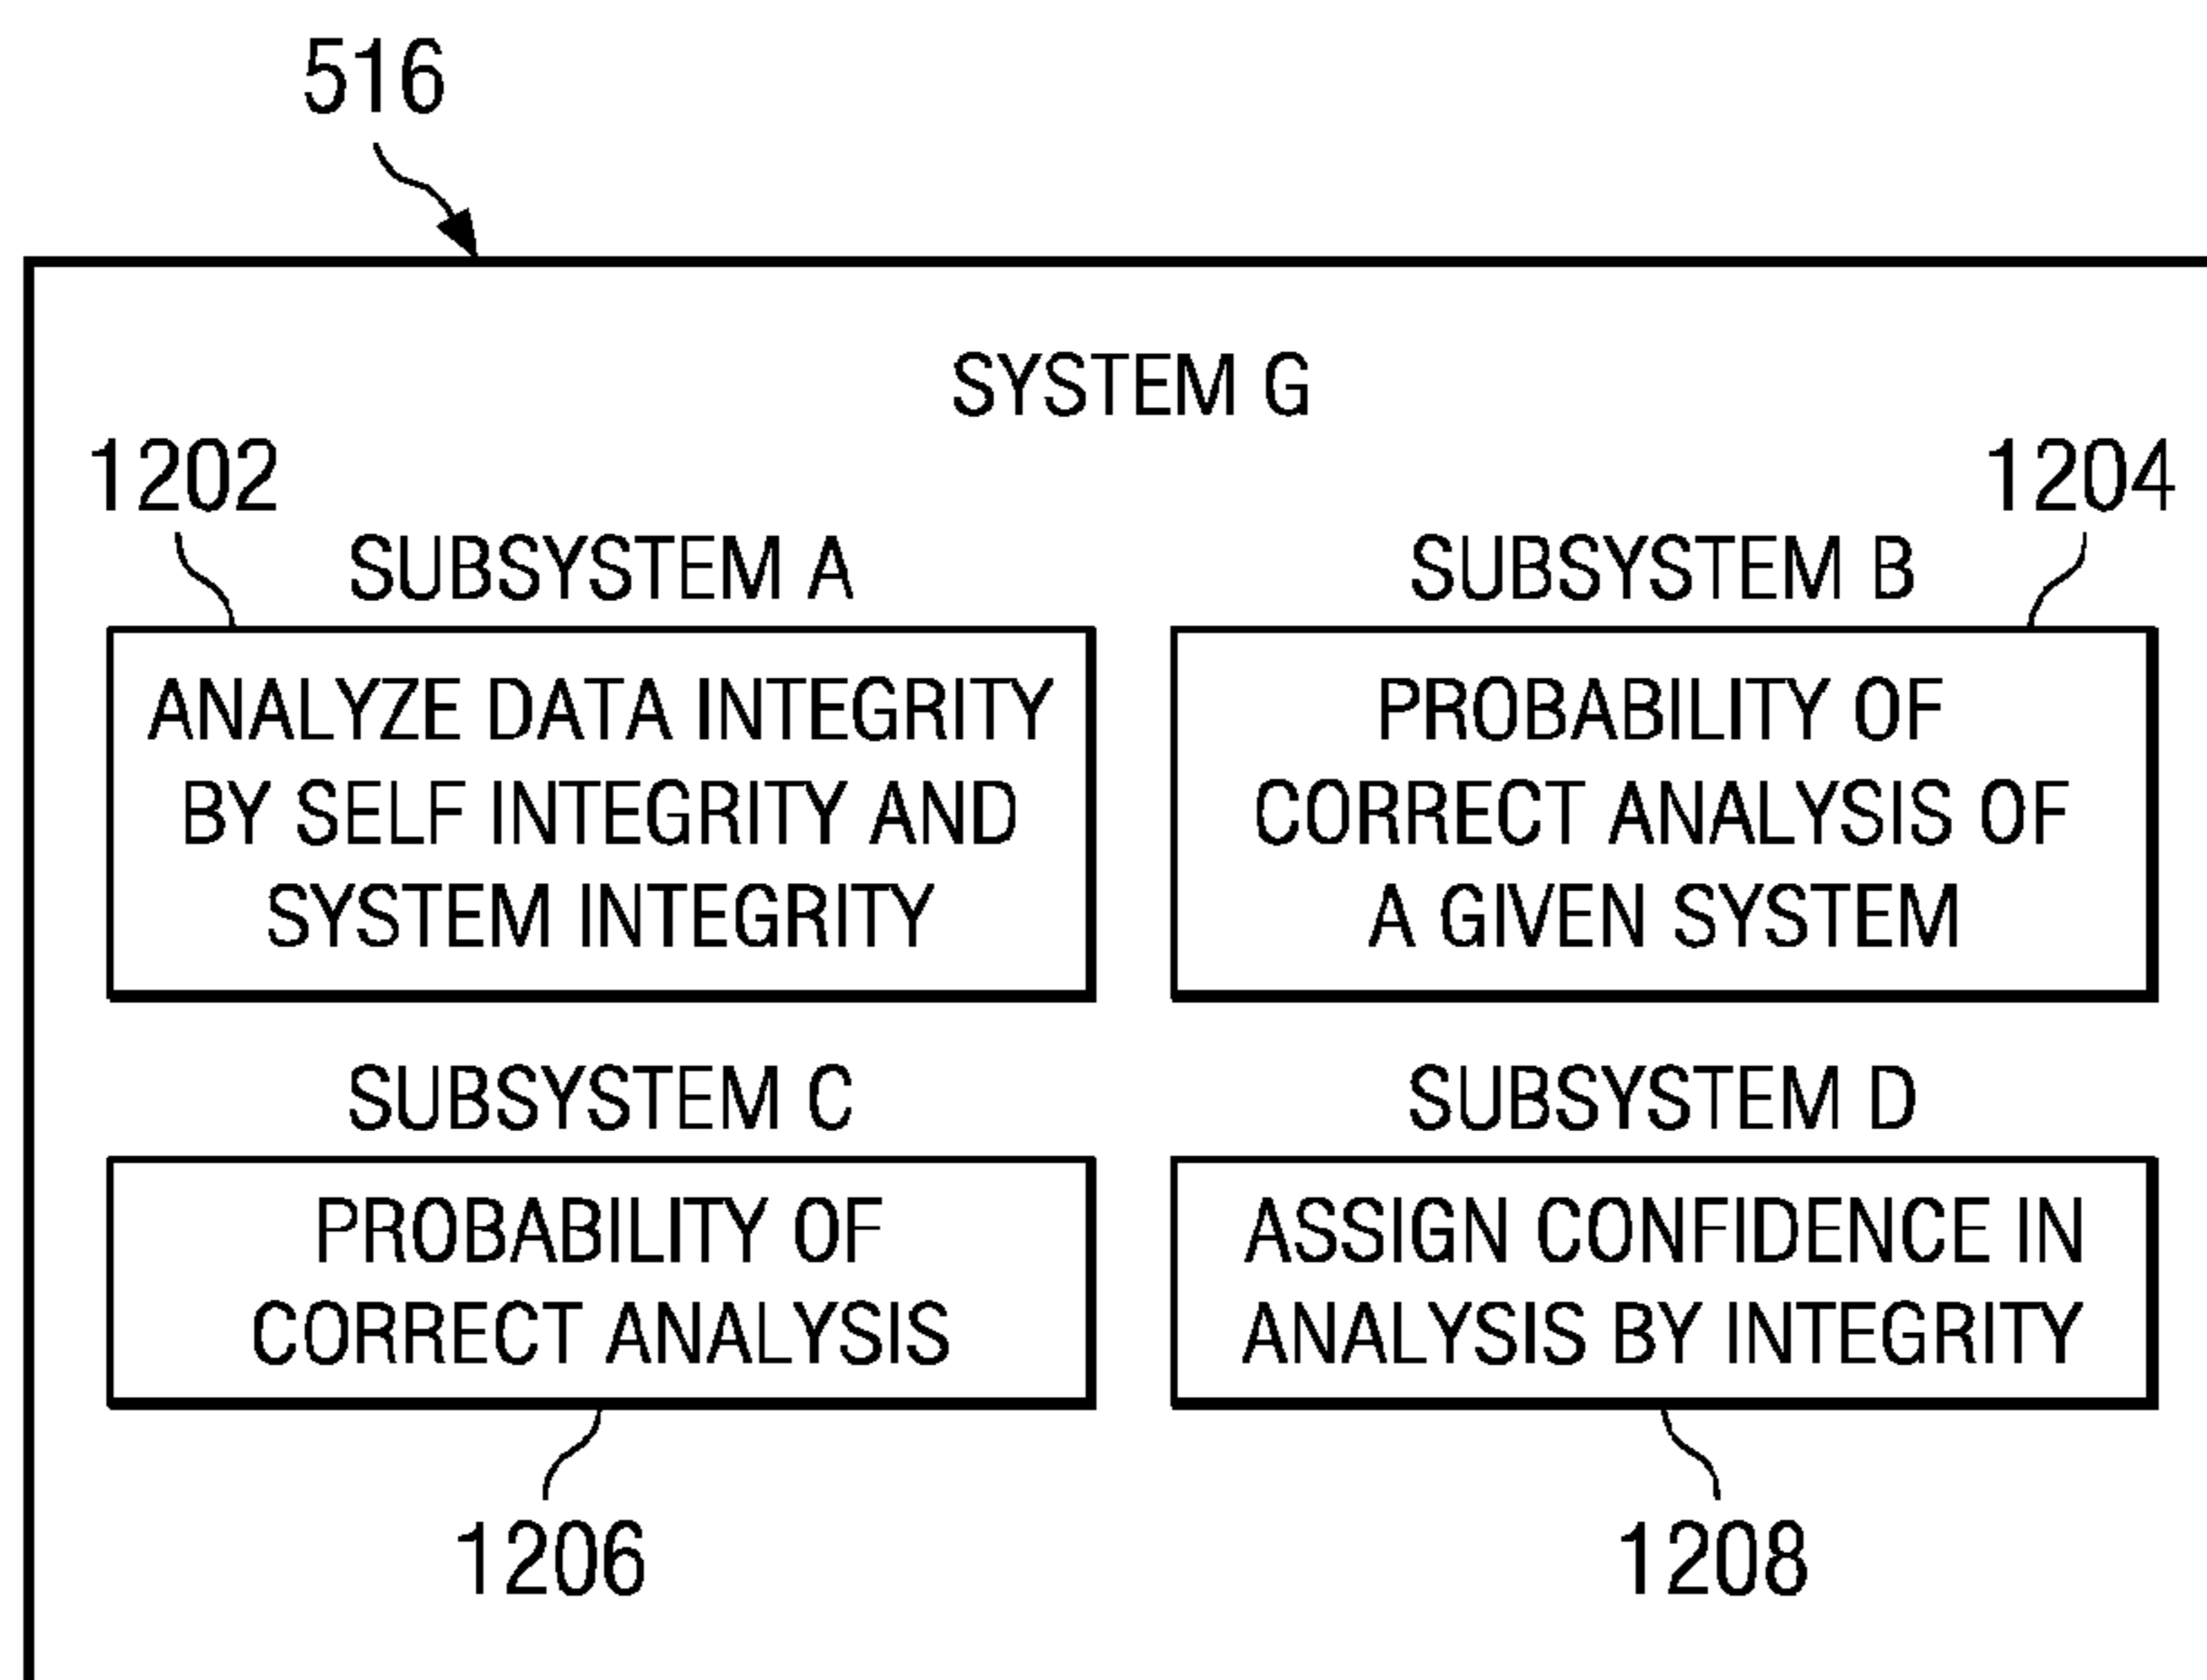 516
SYSTEM G
1202
1204
SUBSYSTEM A
SUBSYSTEM B
ANALYZE DATA INTEGRITY
BY SELF INTEGRITY AND
SYSTEM INTEGRITY
PROBABILITY OF
CORRECT ANALYSIS OF
A GIVEN SYSTEM
SUBSYSTEM C
SUBSYSTEM D
PROBABILITY OF
CORRECT ANALYSIS
ASSIGN CONFIDENCE IN
ANALYSIS BY INTEGRITY
1206
1208